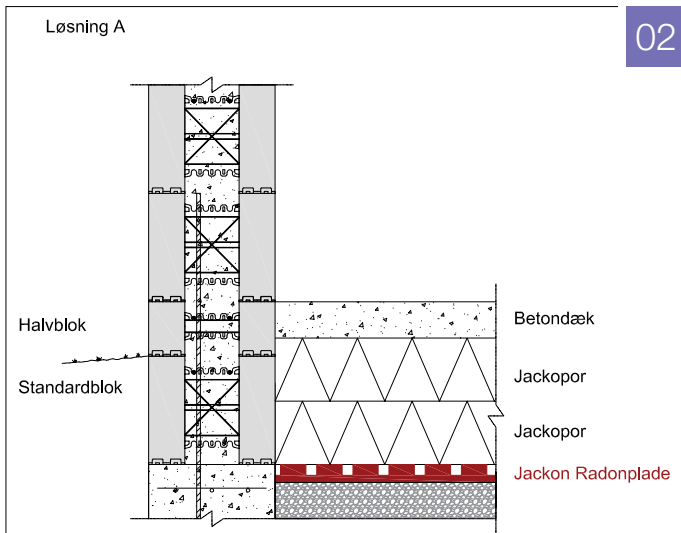 Løsning A
02
Halvblok
Standardblok
Betondæk
Jackopor
Jackopor
Jackon Radonplade